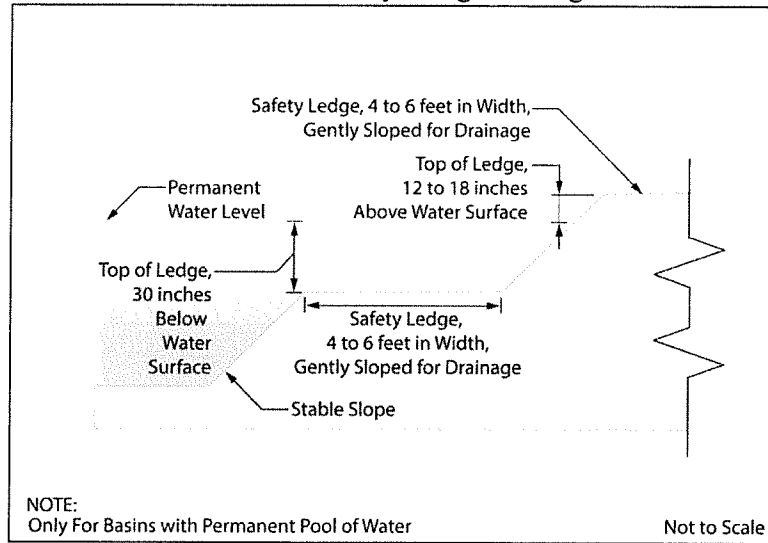 Safety Ledge, 4 to 6 feet in Width,
Gently Sloped for Drainage
Top of Ledge,
12 to 18 inches
Above Water Surface
Permanent
Water Level
Top of Ledge,
30 inches
Below
Water
Surface
Safety Ledge,
4 to 6 feet in Width,
Gently Sloped for Drainage
Stable Slope
NOTE:
Only For Basins with Permanent Pool of Water
Not to Scale